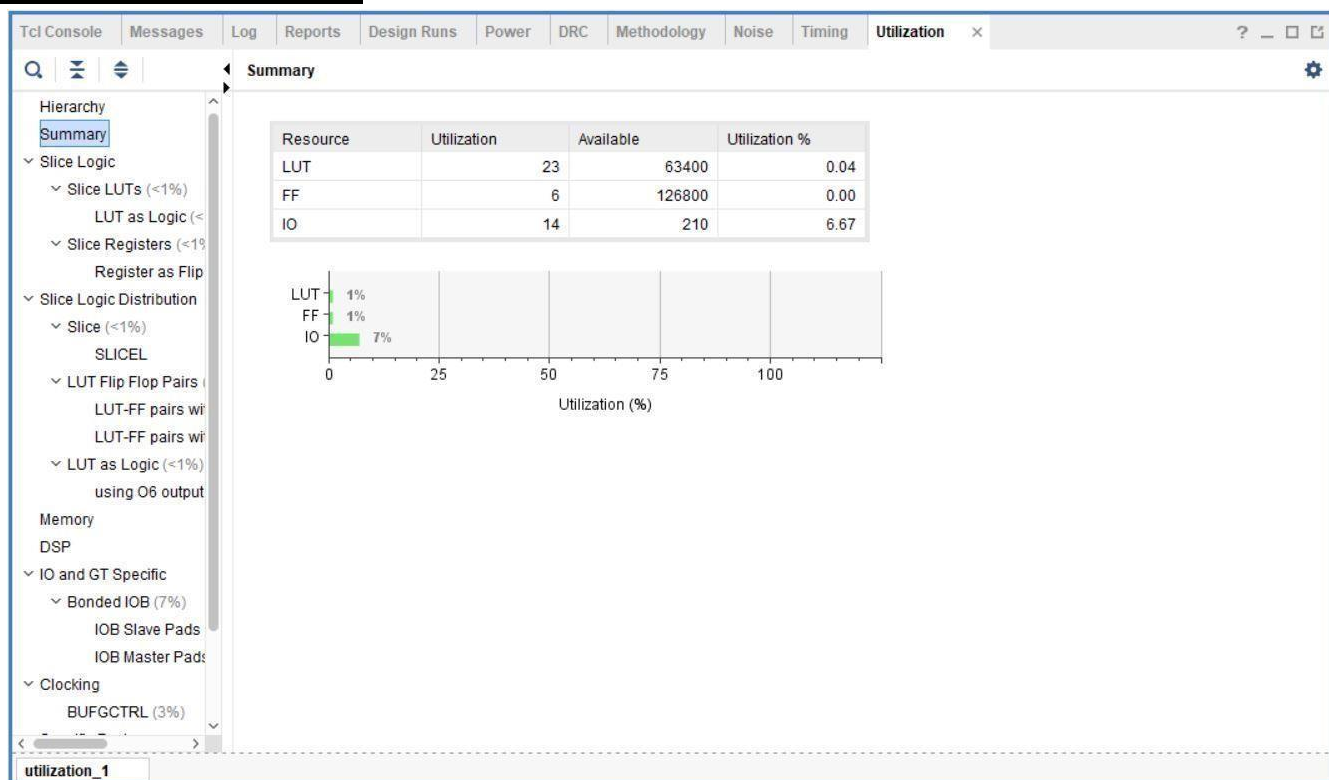 Tcl Console Messages Log Reports Design Runs Power DRC Methodology Noise Timing Utilization ×
? _
Summary
Hierarchy
Summary
Slice Logic
Slice LUTs (<1%)
LUT as Logic (<
Slice Registers (<1%
Register as Flip
Slice Logic Distribution
Slice (<1%)
SLICEL
LUT Flip Flop Pairs (
LUT-FF pairs wit
LUT-FF pairs wit
LUT as Logic (<1%)
using O6 output
Memory
DSP
IO and GT Specific
Bonded IOB (7%)
IOB Slave Pads
IOB Master Pads
Clocking
BUFGCTRL (3%)
utilization_1
Resource Utilization Available Utilization %
LUT 23 63400 0.04
FF 6 126800 0.00
IO 14 210 6.67
LUT 1%
FF 1%
IO 7%
0 25 50 75 100
Utilization (%)